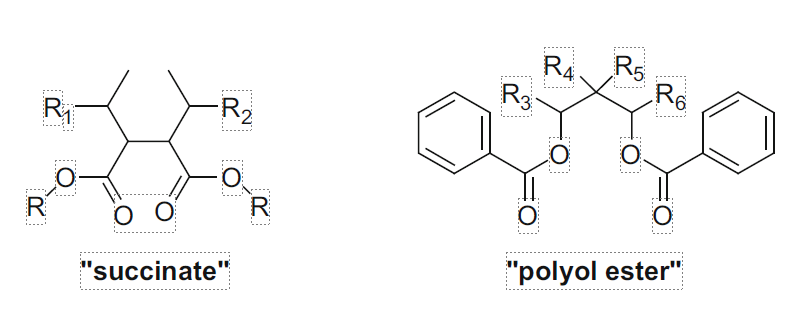 R4 R5
R3 R6
R1 R2
O O O O
R O O R O O
"succinate" "polyol ester"